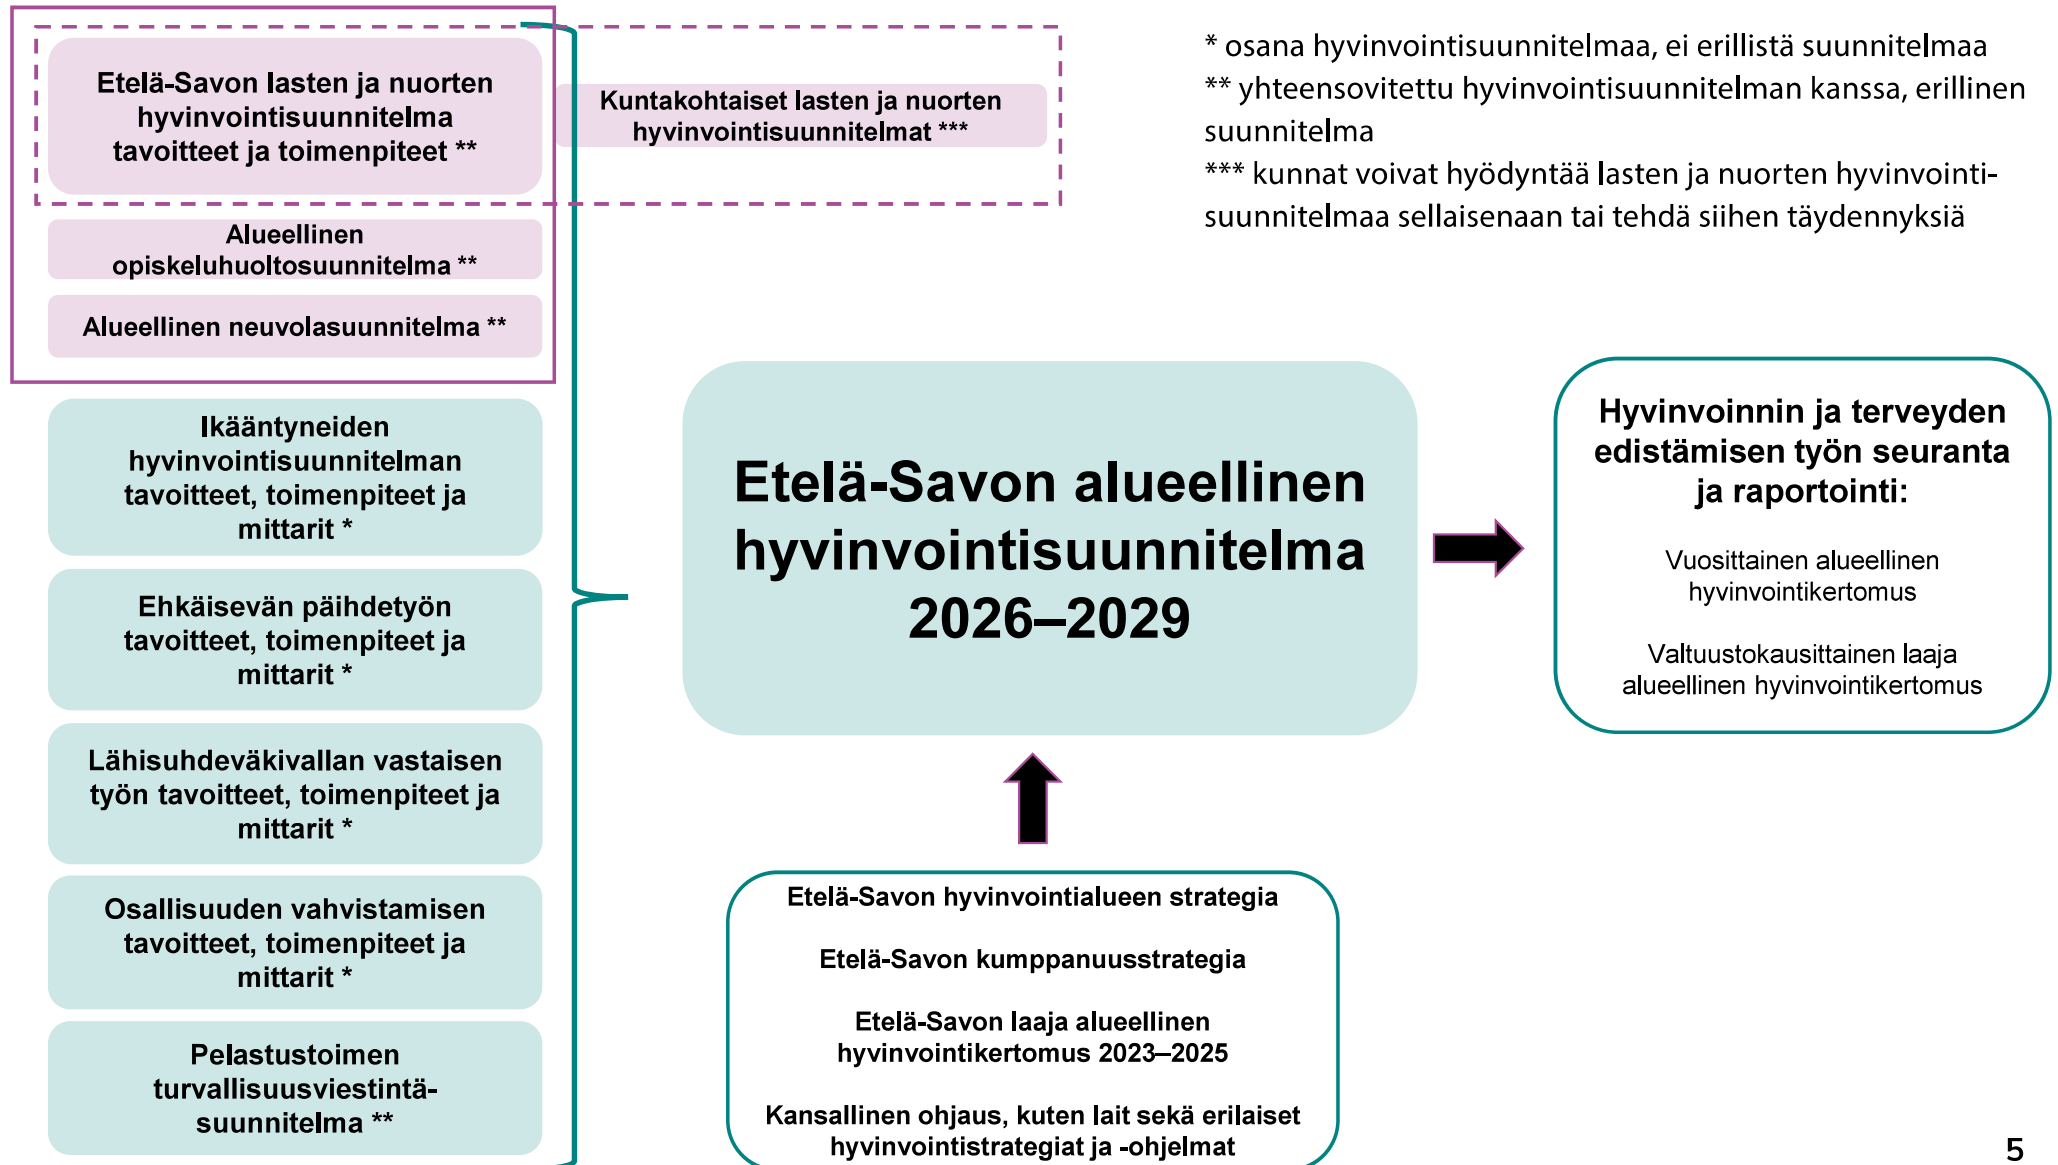 Etelä-Savon lasten ja nuorten
hyvinvointisuunnitelma
tavoitteet ja toimenpiteet **
Kuntakohtaiset lasten ja nuorten
hyvinvointisuunnitelmat ***
* osana hyvinvointisuunnitelmaa, ei erillistä suunnitelmaa
** yhteensovitettu hyvinvointisuunnitelman kanssa, erillinen
suunnitelma
*** kunnat voivat hyödyntää lasten ja nuorten hyvinvointi-
suunnitelmaa sellaisenaan tai tehdä siihen täydennyksiä
Alueellinen
opiskeluhuoltosuunnitelma **
Alueellinen neuvolasuunnitelma **
Ikääntyneiden
hyvinvointisuunnitelman
tavoitteet, toimenpiteet ja
mittarit *
Ehkäisevän päihdetyön
tavoitteet, toimenpiteet ja
mittarit *
Lähisuhdeväkivallan vastaisen
työn tavoitteet, toimenpiteet ja
mittarit *
Osallisuuden vahvistamisen
tavoitteet, toimenpiteet ja
mittarit *
Pelastustoimen
turvallisuusviestintä-
suunnitelma **
Etelä-Savon alueellinen
hyvinvointisuunnitelma
2026–2029
Hyvinvoinnin ja terveyden
edistämisen työn seuranta
ja raportointi:
Vuosittainen alueellinen
hyvinvointikertomus
Valtuustokausittainen laaja
alueellinen hyvinvointikertomus
Etelä-Savon hyvinvointialueen strategia
Etelä-Savon kumppanuusstrategia
Etelä-Savon laaja alueellinen
hyvinvointikertomus 2023–2025
Kansallinen ohjaus, kuten lait sekä erilaiset
hyvinvointistrategiat ja -ohjelmat
5